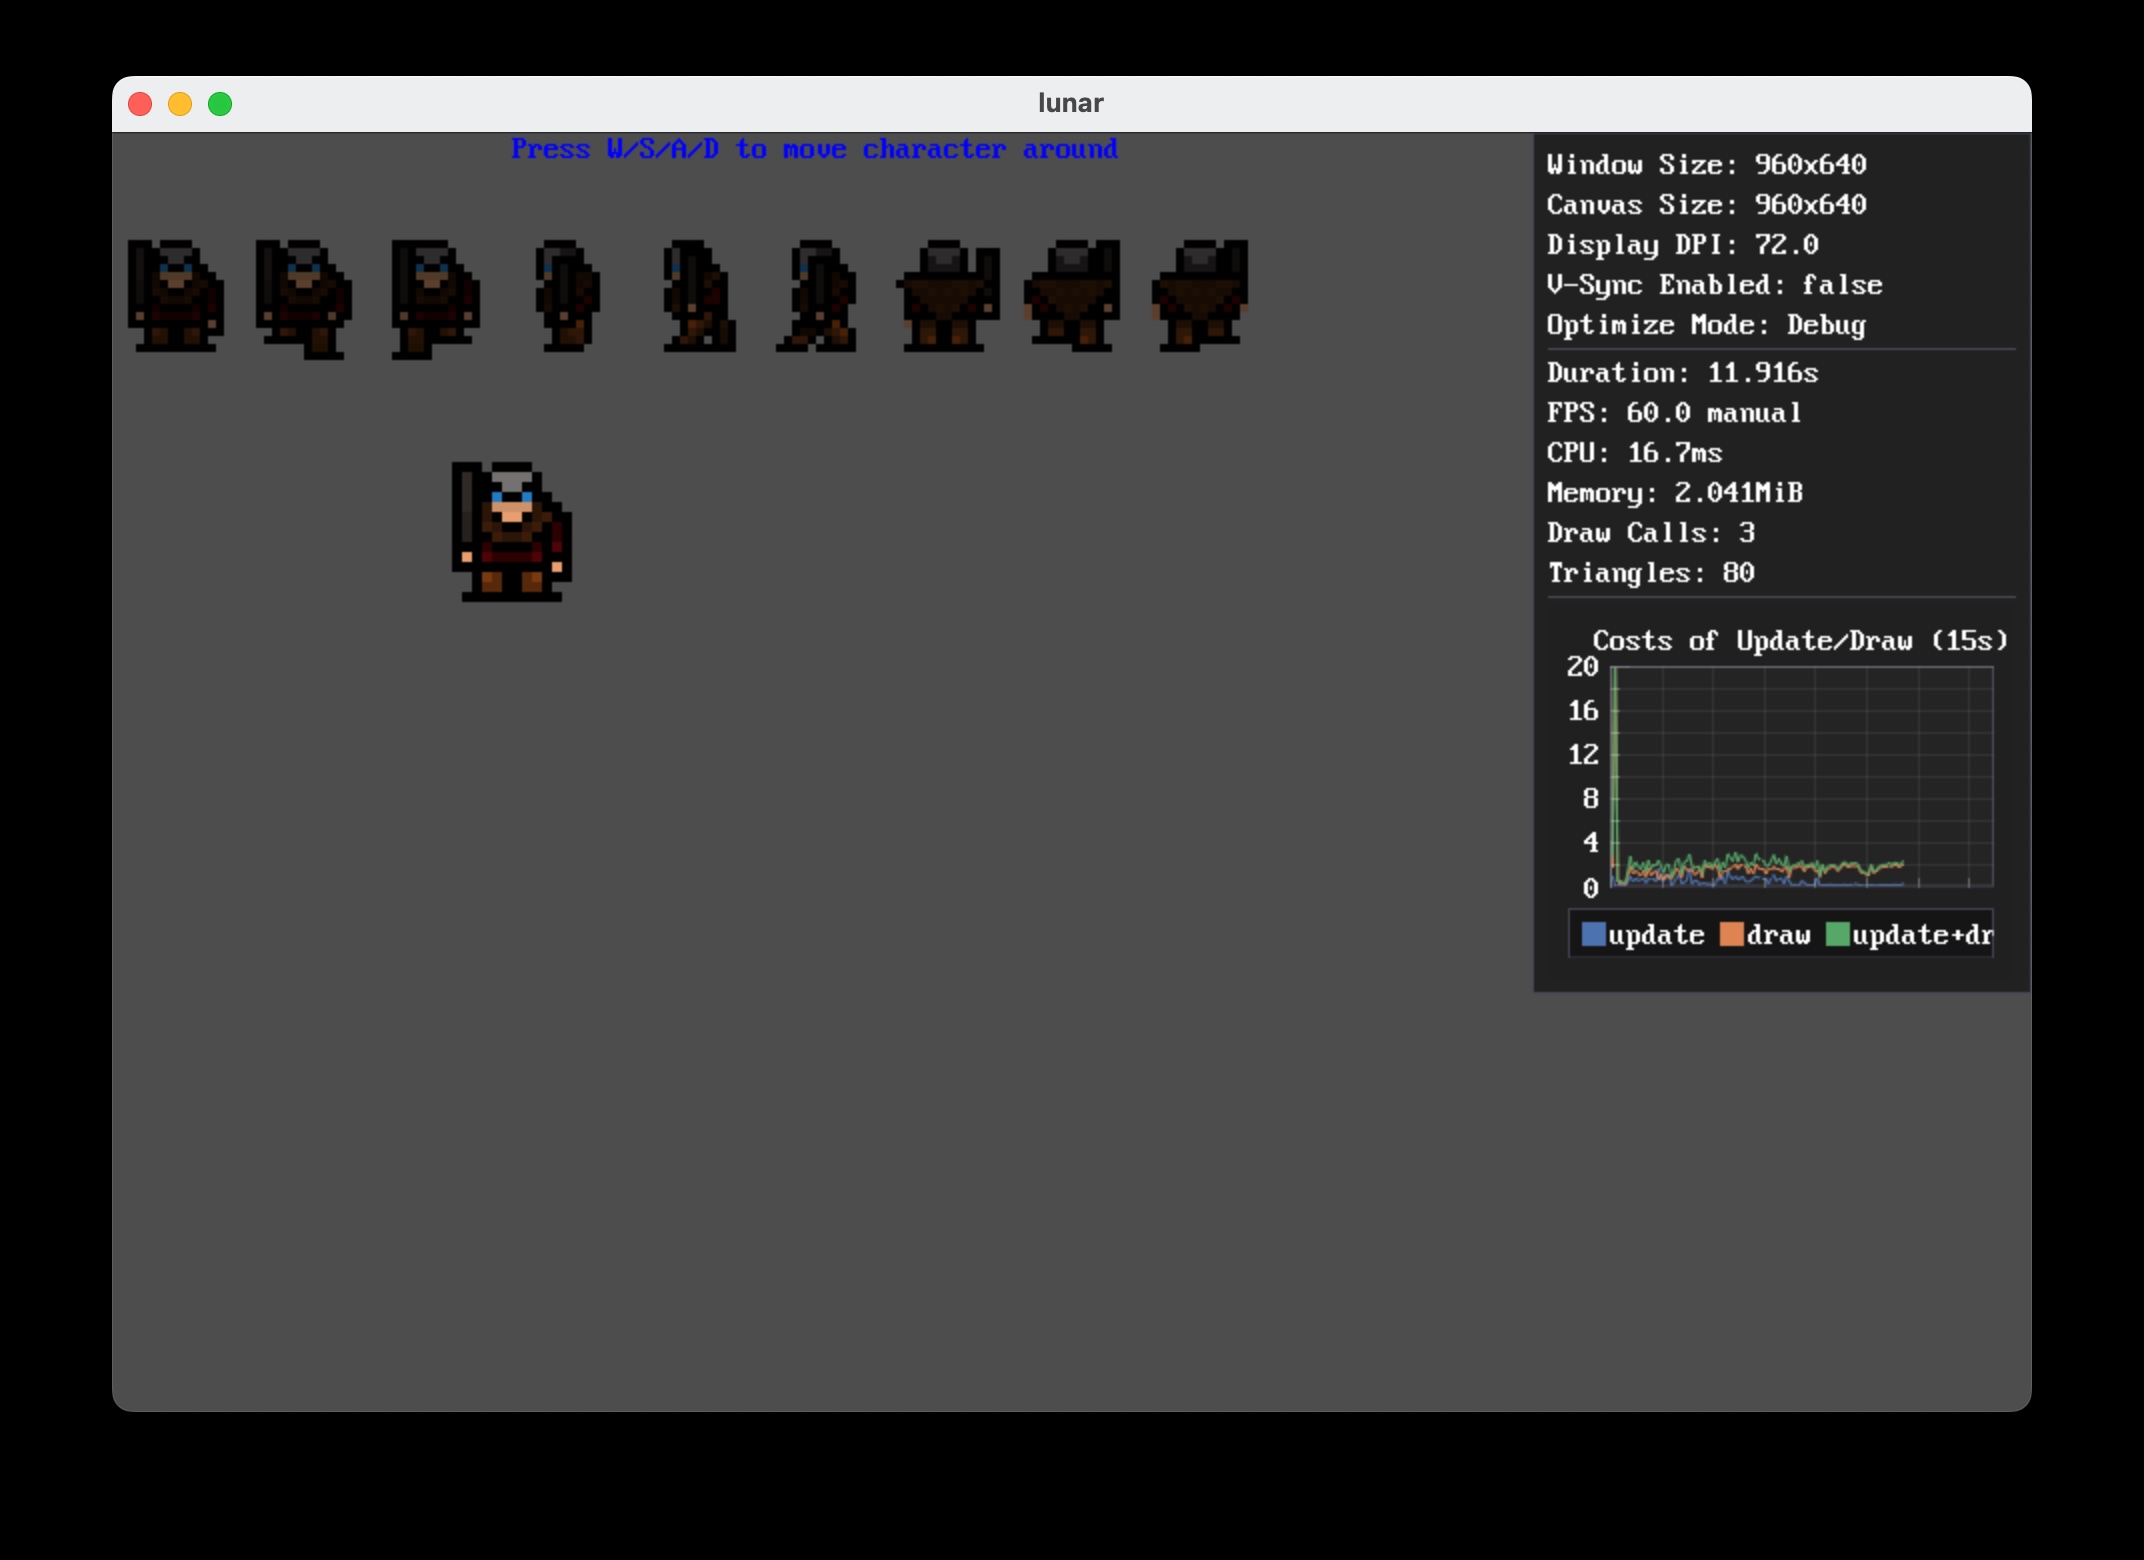 lunar
Press W/S/A/D to move character around
Window Size: 960x640
Canvas Size: 960x640
Display DPI: 72.0
V-Sync Enabled: false
Optimize Mode: Debug
Duration: 11.916s
FPS: 60.0 manual
CPU: 16.7ms
Memory: 2.041MiB
Draw Calls: 3
Triangles: 80
Costs of Update/Draw (15s)
20
16
12
8
4
0
update draw update+dr